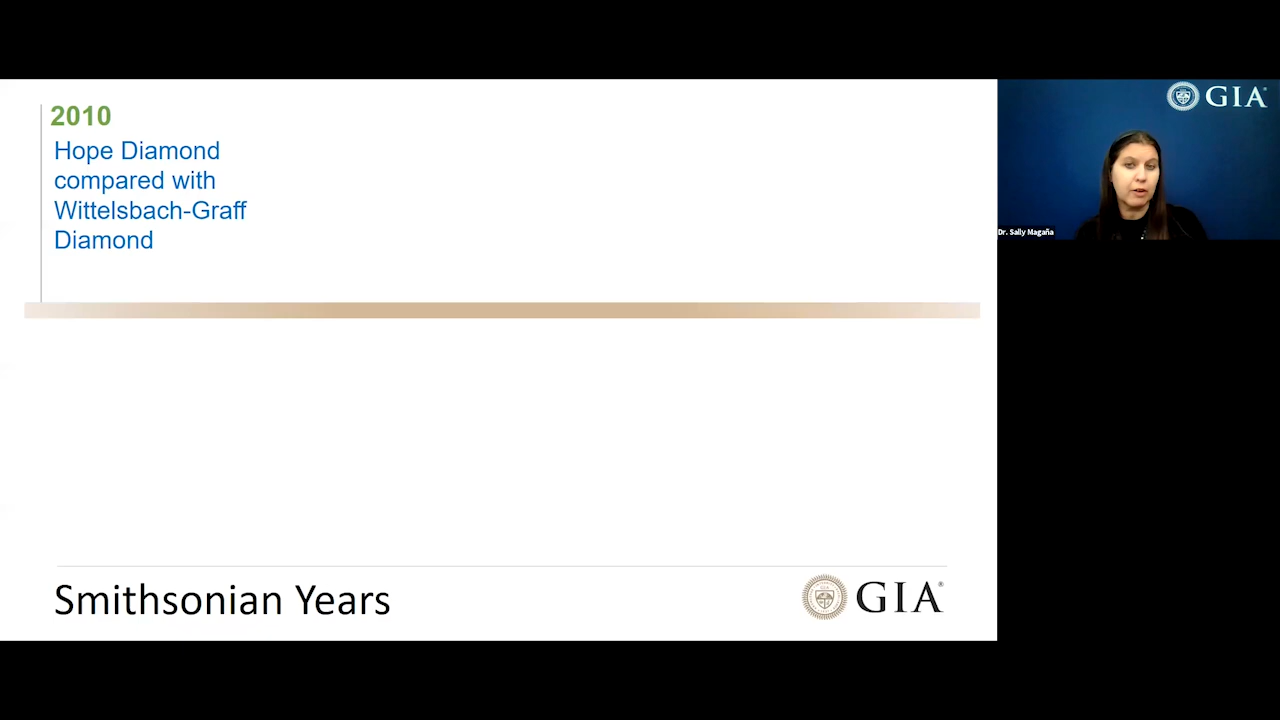 2010
Hope Diamond
compared with
Wittelsbach-Graff
Diamond
Smithsonian Years
GIA®
GIA®
Dr. Sally Magaña